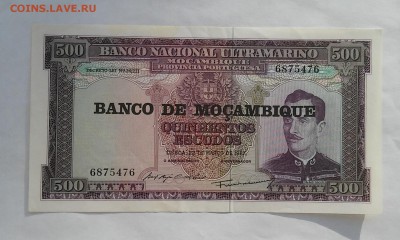 COINS.LAVE.RU
500 BANCO NACIONAL ULTRAMARINO 500
MOÇAMBIQUE
PROVÍNCIA PORTUGUESA
6875476
BANCO DE MOÇAMBIQUE
QUINHENTOS
ESCUDOS
6875476
500 500